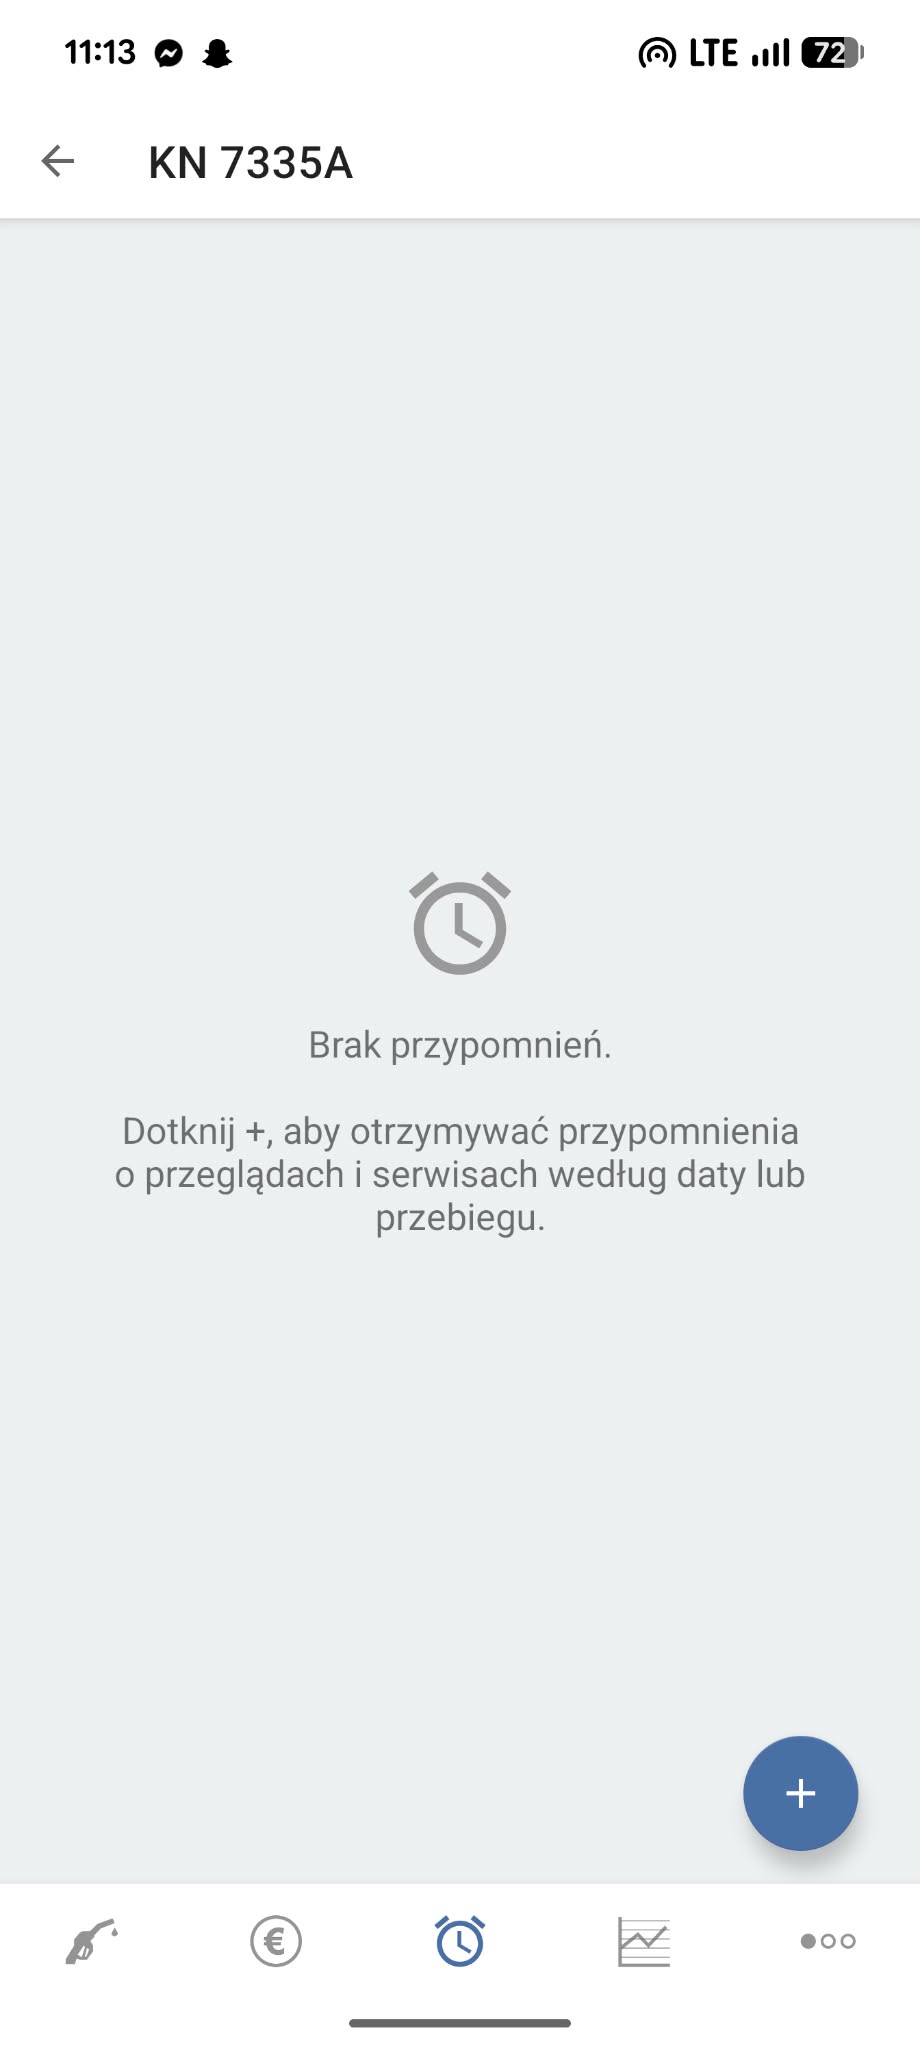 11:13 LTE 72
KN 7335A
Brak przypomnień.
Dotknij +, aby otrzymywać przypomnienia
o przeglądach i serwisach według daty lub
przebiegu.
+
€